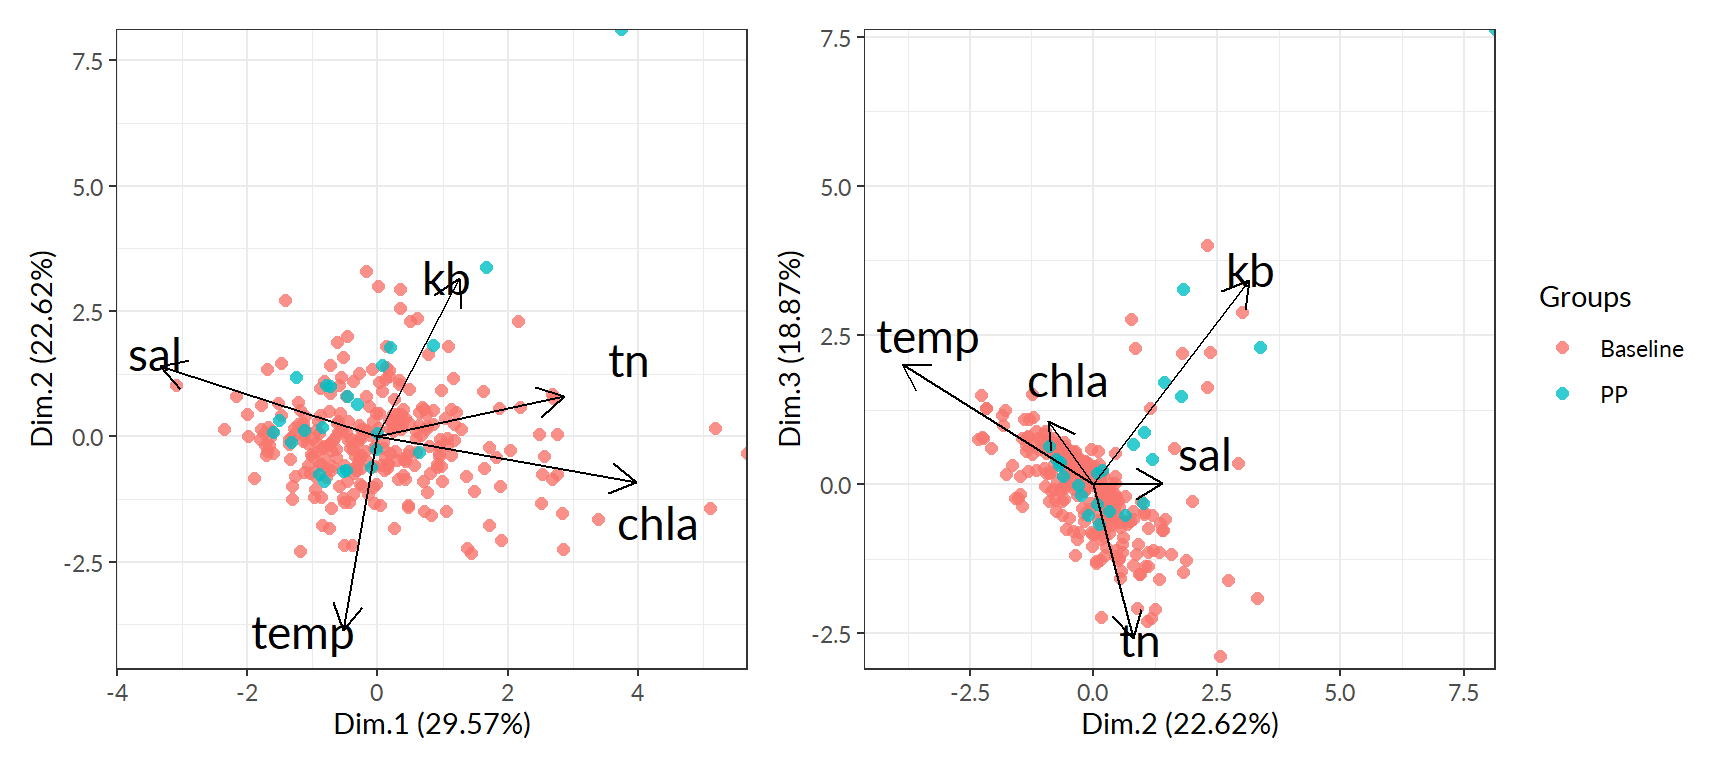 7.5
5.0
2.5
0.0
-2.5
Dim.2 (22.62%)
kb
sal
tn
chla
temp
-4
-2
0
2
4
Dim.1 (29.57%)
7.5
5.0
2.5
0.0
-2.5
Dim.3 (18.87%)
kb
temp
chla
sal
tn
-2.5
0.0
2.5
5.0
7.5
Dim.2 (22.62%)
Groups
Baseline
PP